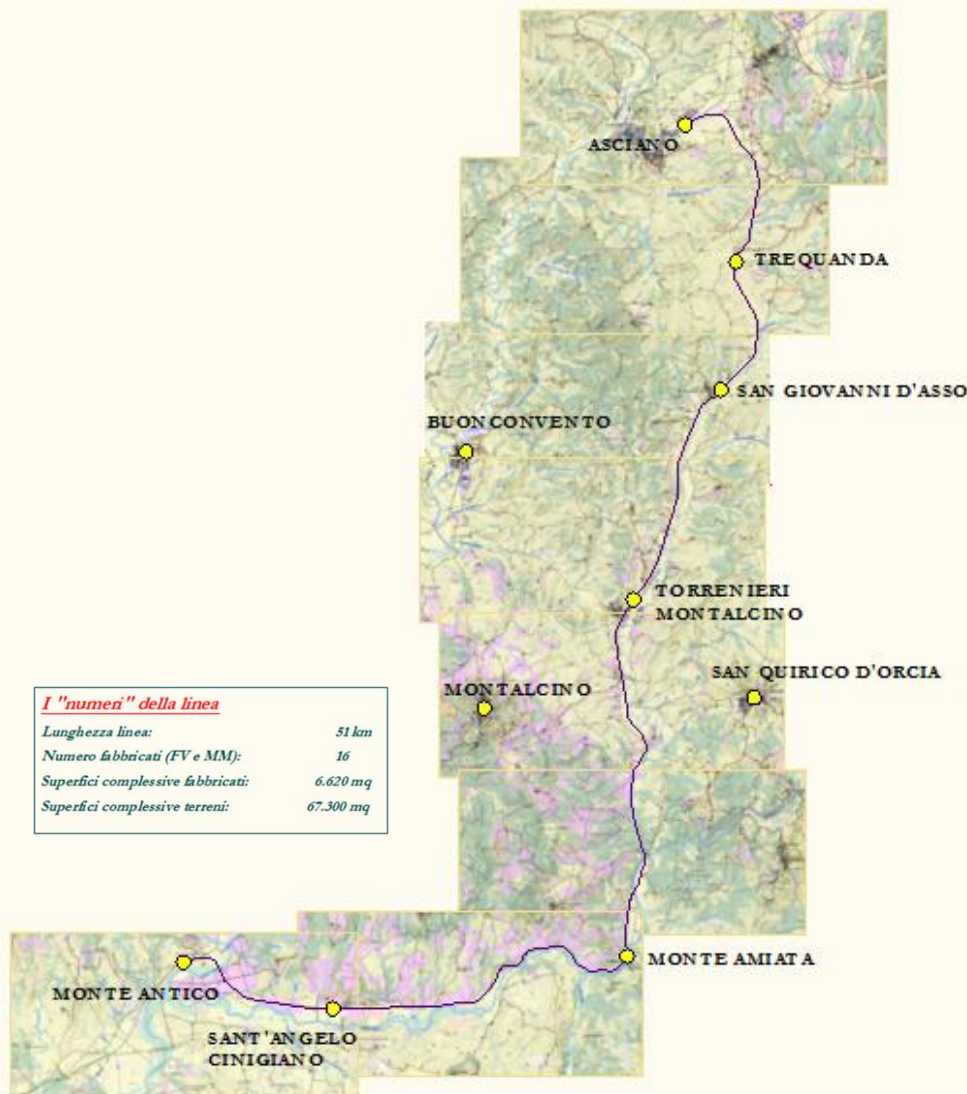 ASCIANO
TREQUANDA
SAN GIOVANNI D'ASSO
BUONCONVENTO
TORRENIERI
MONTALCINO
SAN QUIRICO D'ORCIA
MONTALCINO
I "numeri" della linea
Lunghezza linea: 51 km
Numero fabbricati (FV e MM): 16
Superfici complessive fabbricati: 6.620 mq
Superfici complessive terreni: 67.300 mq
MONTE AMIATA
MONTE ANTICO
SANT'ANGELO
CINIGIANO